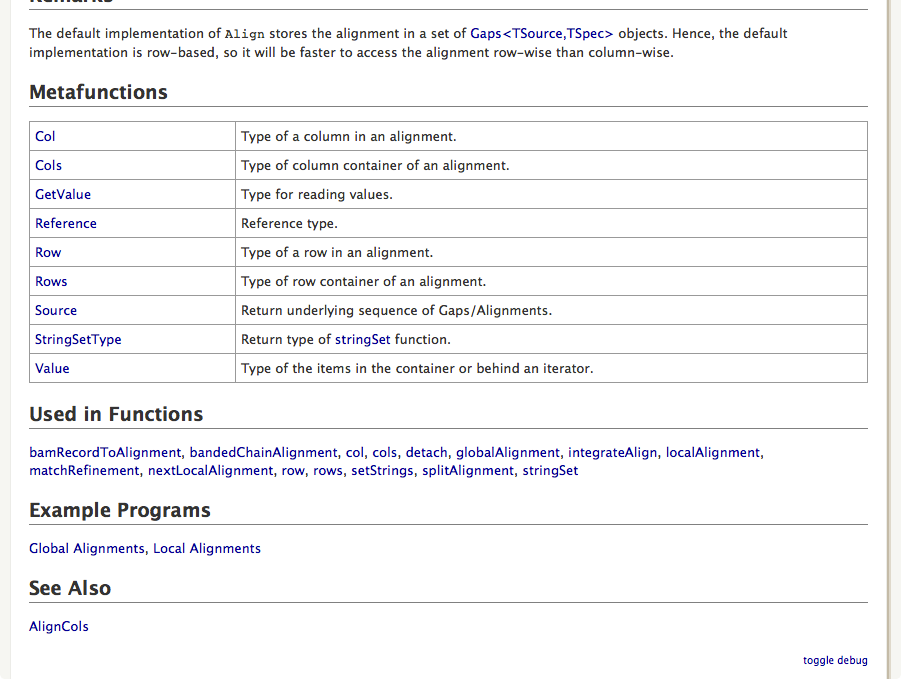 Remarks
The default implementation of Align stores the alignment in a set of Gaps<TSource,TSpec> objects. Hence, the default
implementation is row-based, so it will be faster to access the alignment row-wise than column-wise.
Metafunctions
Col Type of a column in an alignment.
Cols Type of column container of an alignment.
GetValue Type for reading values.
Reference Reference type.
Row Type of a row in an alignment.
Rows Type of row container of an alignment.
Source Return underlying sequence of Gaps/Alignments.
StringSetType Return type of stringSet function.
Value Type of the items in the container or behind an iterator.
Used in Functions
bamRecordToAlignment, bandedChainAlignment, col, cols, detach, globalAlignment, integrateAlign, localAlignment,
matchRefinement, nextLocalAlignment, row, rows, setStrings, splitAlignment, stringSet
Example Programs
Global Alignments, Local Alignments
See Also
AlignCols
toggle debug